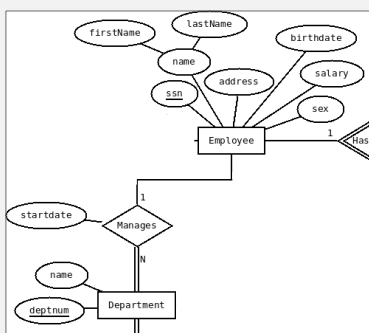 lastName
firstName
birthdate
name
salary
address
ssn
sex
1
Employee
Has
1
startdate
Manages
N
name
Department
deptnum